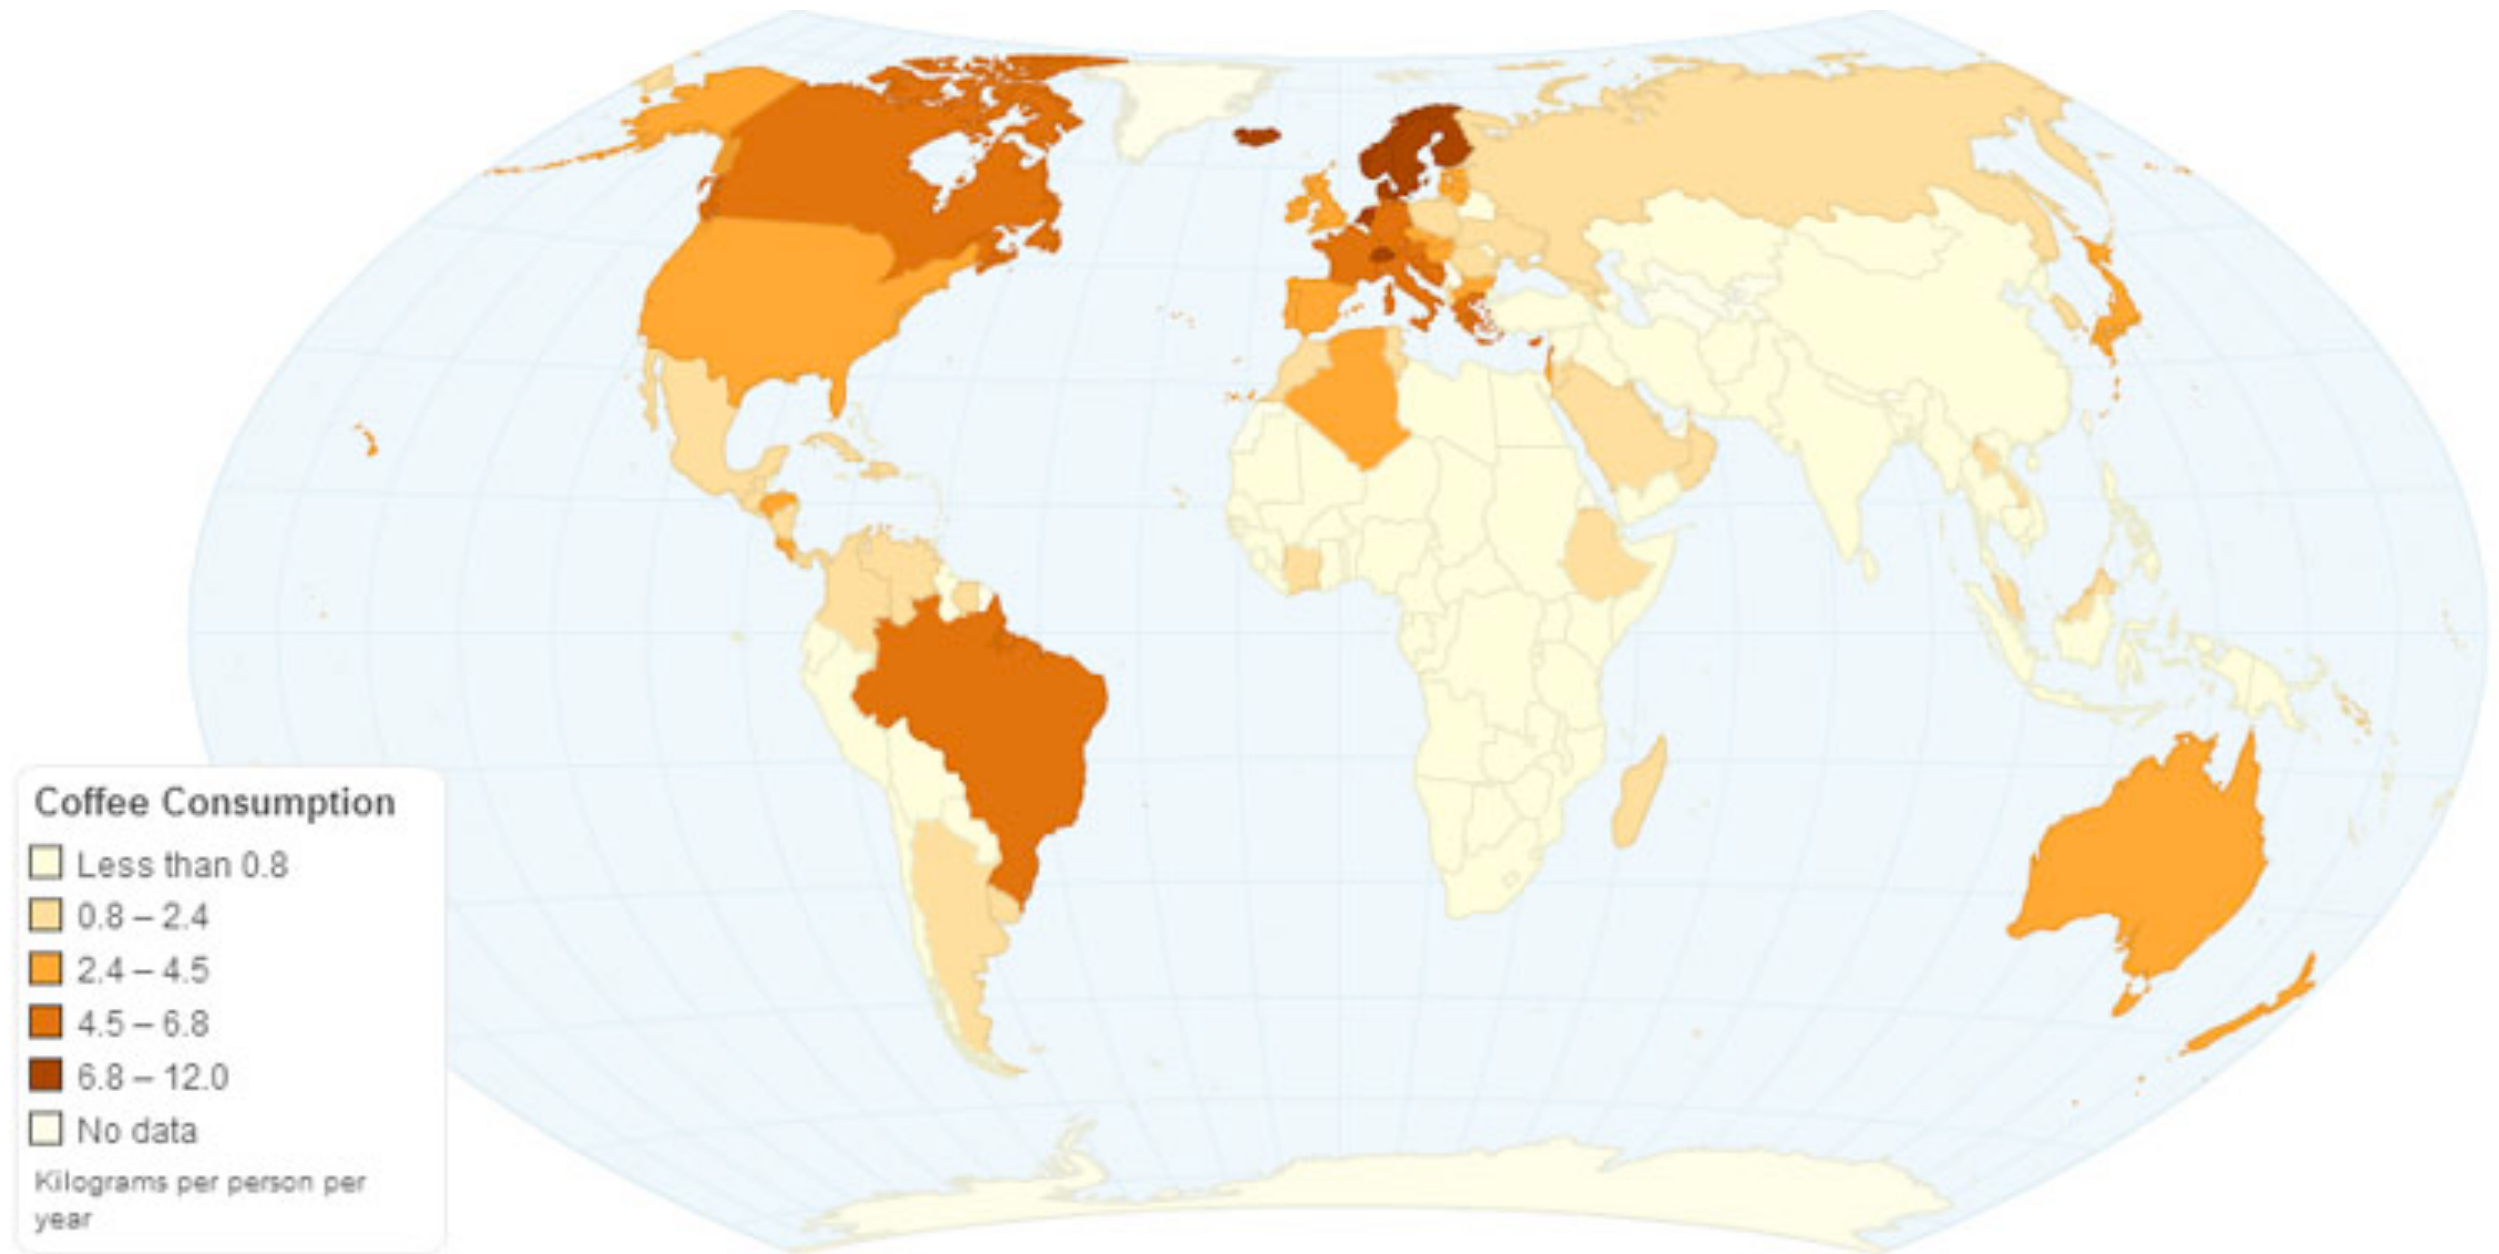 Coffee Consumption
Less than 0.8
0.8 – 2.4
2.4 – 4.5
4.5 – 6.8
6.8 – 12.0
No data
Kilograms per person per
year